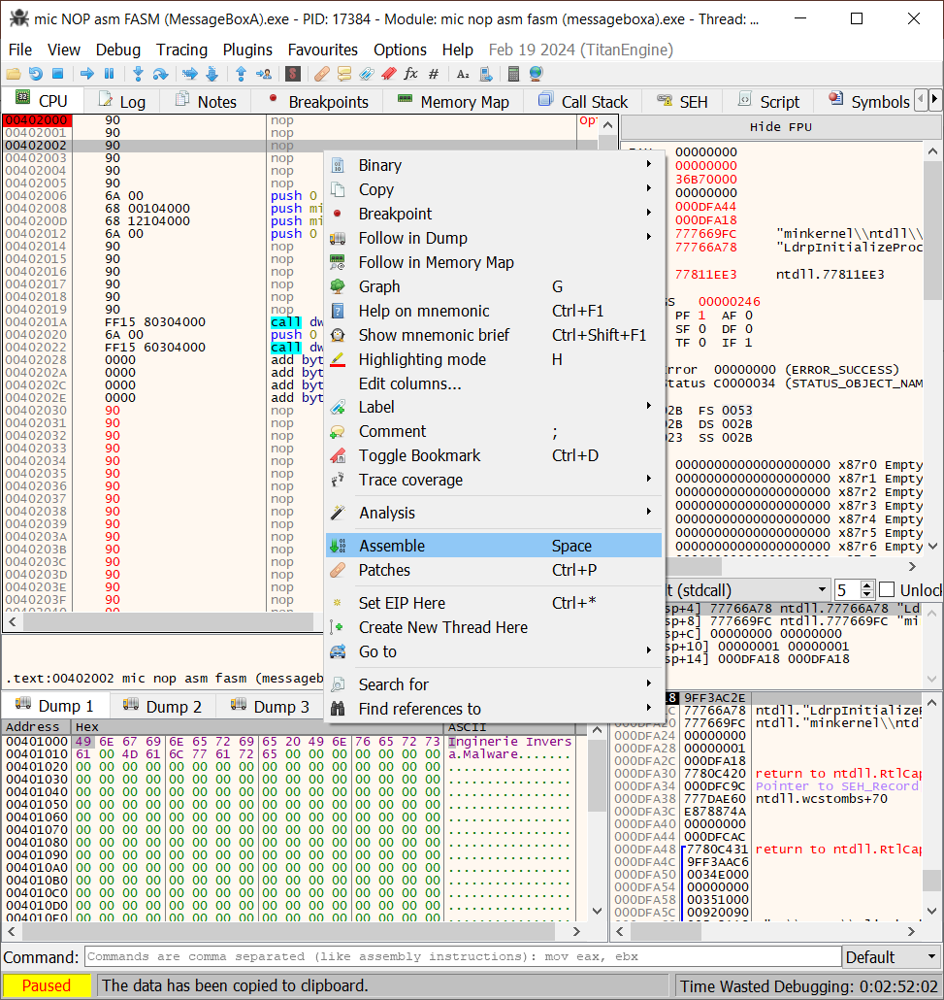 mic NOP asm FASM (MessageBoxA).exe - PID: 17384 - Module: mic nop asm fasm (messageboxa).exe - Thread: ...
File View Debug Tracing Plugins Favourites Options Help Feb 19 2024 (TitanEngine)
CPU Log Notes Breakpoints Memory Map Call Stack SEH Script Symbols
00402000 90 nop Opt
00402001 90 nop
00402002 90 nop
00402003 90 nop
00402004 90 nop
00402005 90 nop
00402006 6A 00 push 0
00402008 68 00104000 push mi
0040200D 68 12104000 push mi
00402012 6A 00 push 0
00402014 90 nop
00402015 90 nop
00402016 90 nop
00402017 90 nop
00402018 90 nop
00402019 90 nop
0040201A FF15 80304000 call dw
00402020 6A 00 push 0
00402022 FF15 60304000 call dw
00402028 0000 add byt
0040202A 0000 add byt
0040202C 0000 add byt
0040202E 0000 add byt
00402030 90 nop
00402031 90 nop
00402032 90 nop
00402033 90 nop
00402034 90 nop
00402035 90 nop
00402036 90 nop
00402037 90 nop
00402038 90 nop
00402039 90 nop
0040203A 90 nop
0040203B 90 nop
0040203C 90 nop
0040203D 90 nop
0040203E 90 nop
0040203F 90 nop
Binary
Copy
Breakpoint
Follow in Dump
Follow in Memory Map
Graph G
Help on mnemonic Ctrl+F1
Show mnemonic brief Ctrl+Shift+F1
Highlighting mode H
Edit columns...
Label
Comment ;
Toggle Bookmark Ctrl+D
Trace coverage
Analysis
Assemble Space
Patches Ctrl+P
Set EIP Here Ctrl+*
Create New Thread Here
Go to
Search for
Find references to
Hide FPU
00000000
00000000
36B70000
00000000
000DFA44
000DFA18
777669FC "minkernel\\ntdll\\
77766A78 "LdrpInitializeProc
77811EE3 ntdll.77811EE3
S 00000246
PF 1 AF 0
SF 0 DF 0
TF 0 IF 1
rror 00000000 (ERROR_SUCCESS)
tatus C0000034 (STATUS_OBJECT_NAM
2B FS 0053
2B DS 002B
23 SS 002B
0000000000000000 x87r0 Empty
0000000000000000 x87r1 Empty
0000000000000000 x87r2 Empty
0000000000000000 x87r3 Empty
0000000000000000 x87r4 Empty
0000000000000000 x87r5 Empty
0000000000000000 x87r6 Empty
t (stdcall) 5 Unlock
sp+4] 77766A78 ntdll.77766A78 "Ld
sp+8] 777669FC ntdll.777669FC "mi
sp+C] 00000000 00000000
sp+10] 00000001 00000001
sp+14] 000DFA18 000DFA18
.text:00402002 mic nop asm fasm (messageb
Dump 1 Dump 2 Dump 3
Address Hex ASCII
00401000 49 6E 67 69 6E 65 72 69 65 20 49 6E 76 65 72 73 Inginerie Invers
00401010 61 00 4D 61 6C 77 61 72 65 00 00 00 00 00 00 00 a.Malware.......
00401020 00 00 00 00 00 00 00 00 00 00 00 00 00 00 00 00 ................
00401030 00 00 00 00 00 00 00 00 00 00 00 00 00 00 00 00 ................
00401040 00 00 00 00 00 00 00 00 00 00 00 00 00 00 00 00 ................
00401050 00 00 00 00 00 00 00 00 00 00 00 00 00 00 00 00 ................
00401060 00 00 00 00 00 00 00 00 00 00 00 00 00 00 00 00 ................
00401070 00 00 00 00 00 00 00 00 00 00 00 00 00 00 00 00 ................
00401080 00 00 00 00 00 00 00 00 00 00 00 00 00 00 00 00 ................
00401090 00 00 00 00 00 00 00 00 00 00 00 00 00 00 00 00 ................
004010A0 00 00 00 00 00 00 00 00 00 00 00 00 00 00 00 00 ................
004010B0 00 00 00 00 00 00 00 00 00 00 00 00 00 00 00 00 ................
004010C0 00 00 00 00 00 00 00 00 00 00 00 00 00 00 00 00 ................
004010D0 00 00 00 00 00 00 00 00 00 00 00 00 00 00 00 00 ................
004010E0 00 00 00 00 00 00 00 00 00 00 00 00 00 00 00 00 ................
18 9FF3AC2E
1C 77766A78 ntdll."LdrpInitializeP
000DFA20 777669FC ntdll."minkernel\\ntd
000DFA24 00000000
000DFA28 00000001
000DFA2C 000DFA18
000DFA30 7780C420 return to ntdll.RtlCap
000DFA34 000DFC9C Pointer to SEH_Record
000DFA38 777DAE60 ntdll.wcstombs+70
000DFA3C E878874A
000DFA40 00000000
000DFA44 000DFCAC
000DFA48 7780C431 return to ntdll.RtlCap
000DFA4C 9FF3AAC6
000DFA50 0034E000
000DFA54 00000000
000DFA58 00351000
000DFA5C 00920090
Command: Commands are comma separated (like assembly instructions): mov eax, ebx Default
Paused The data has been copied to clipboard. Time Wasted Debugging: 0:02:52:02